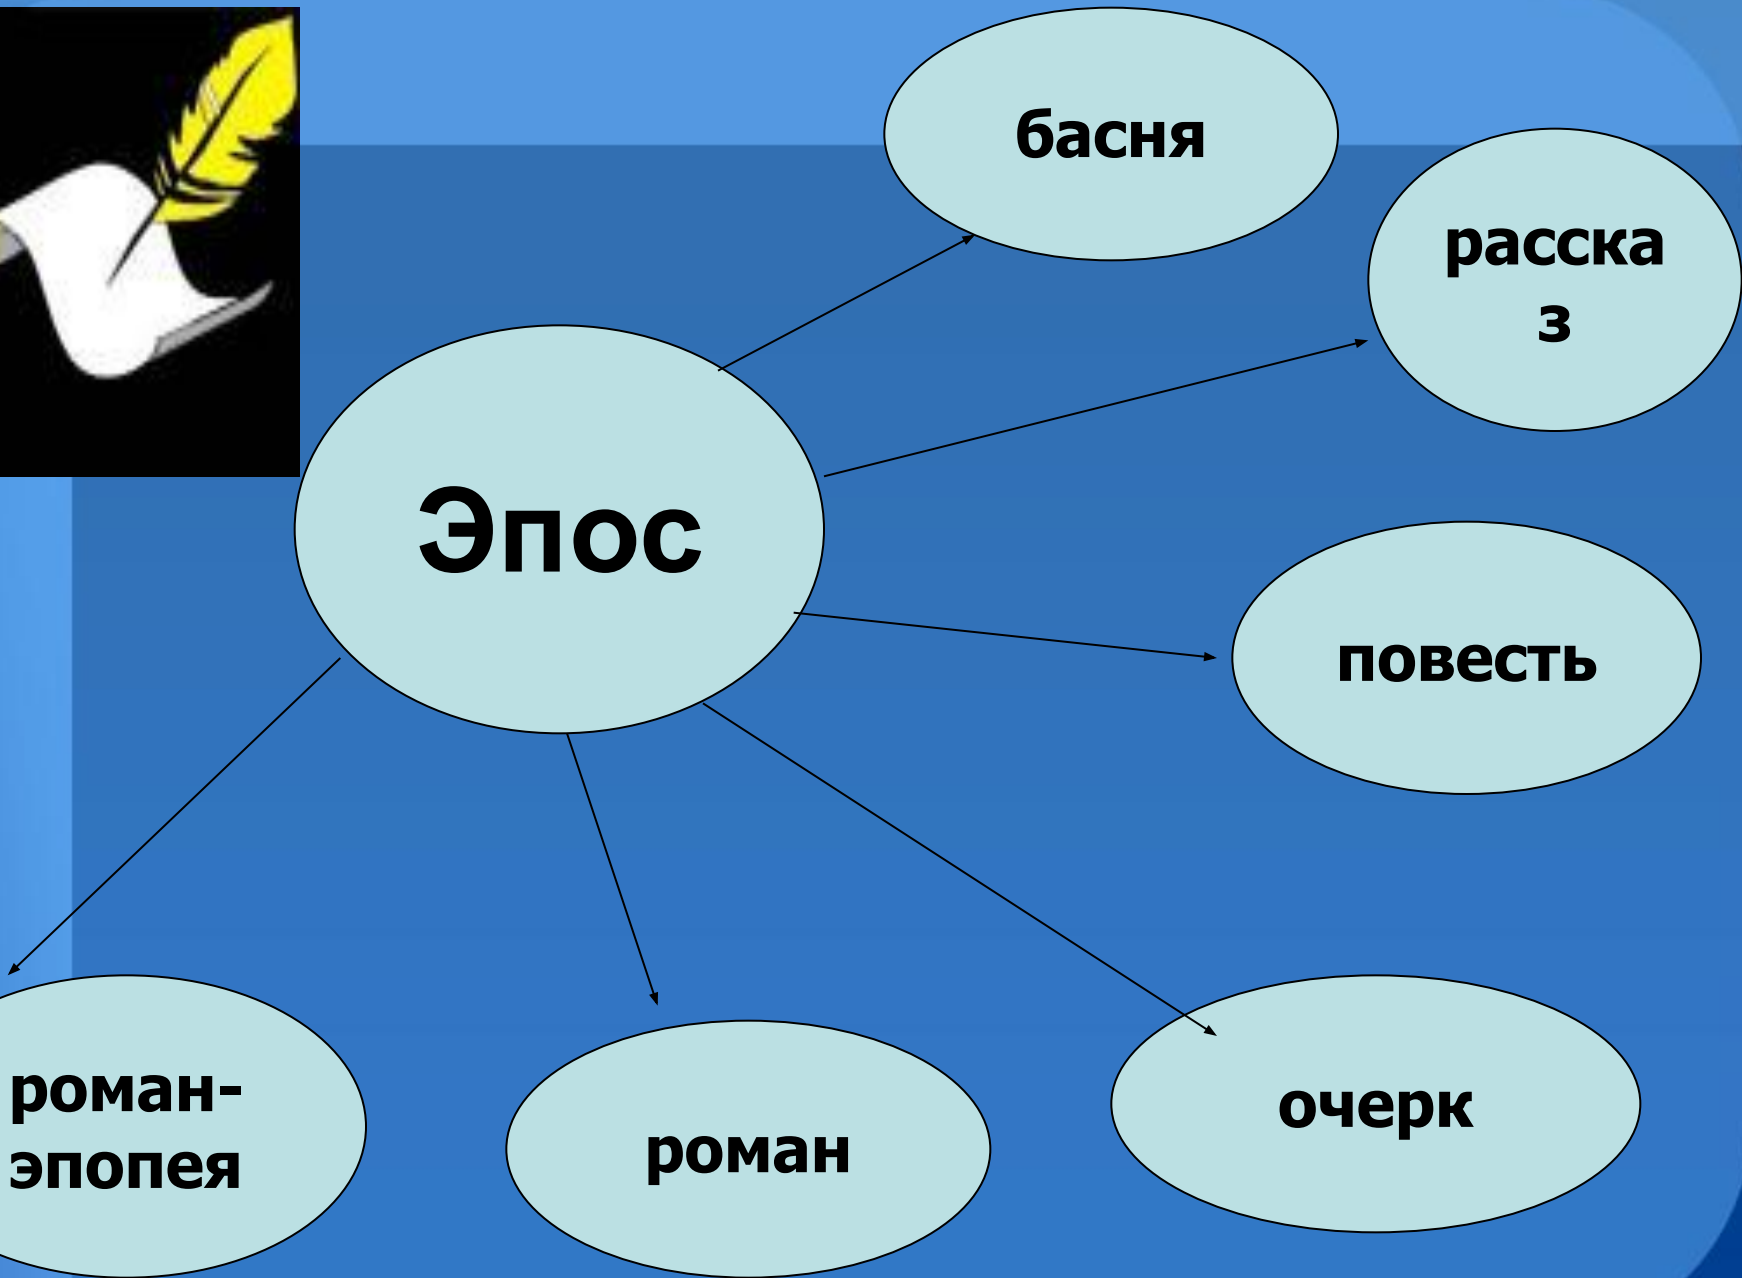 басня
расска
з
Эпос
повесть
роман-
эпопея
роман
очерк